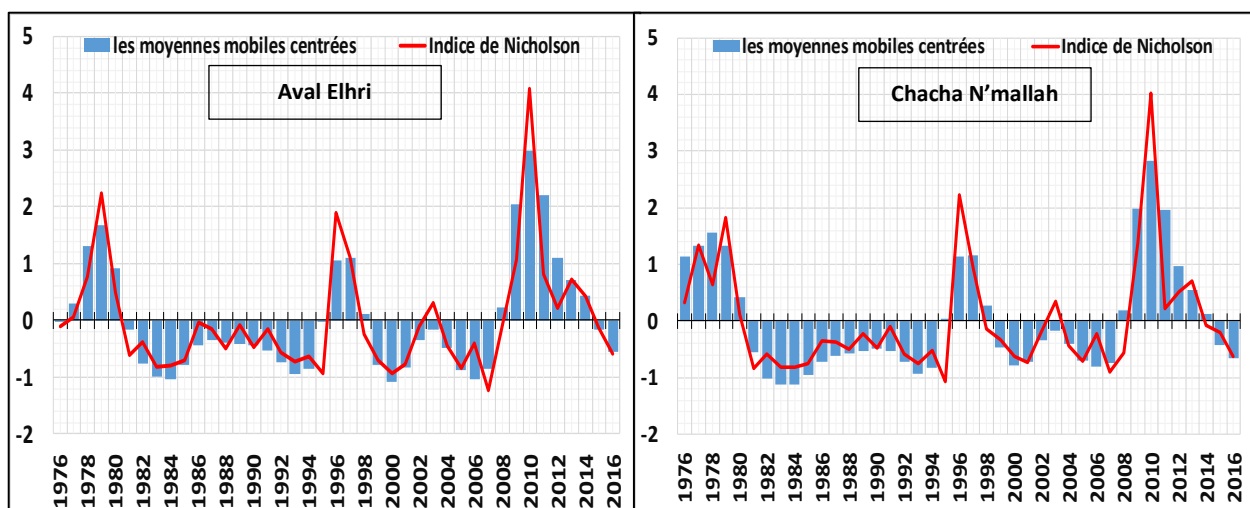 les moyennes mobiles centrées Indice de Nicholson
Aval Elhri
5
4
3
2
1
0
-1
-2
1976 1978 1980 1982 1984 1986 1988 1990 1992 1994 1996 1998 2000 2002 2004 2006 2008 2010 2012 2014 2016
les moyennes mobiles centrées Indice de Nicholson
Chacha N’mallah
5
4
3
2
1
0
-1
-2
1976 1978 1980 1982 1984 1986 1988 1990 1992 1994 1996 1998 2000 2002 2004 2006 2008 2010 2012 2014 2016